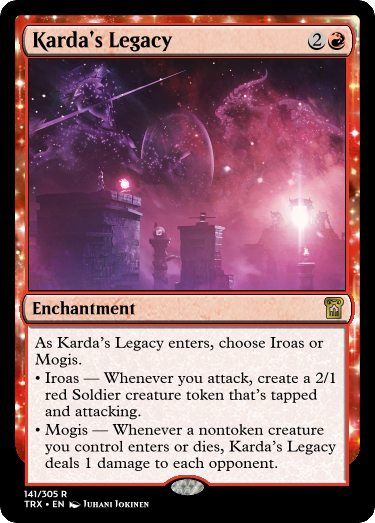 Karda's Legacy 2
Enchantment
As Karda's Legacy enters, choose Iroas or
Mogis.
• Iroas — Whenever you attack, create a 2/1
red Soldier creature token that's tapped
and attacking.
• Mogis — Whenever a nontoken creature
you control enters or dies, Karda's Legacy
deals 1 damage to each opponent.
141/305 R
TRX • EN Juhani Jokinen